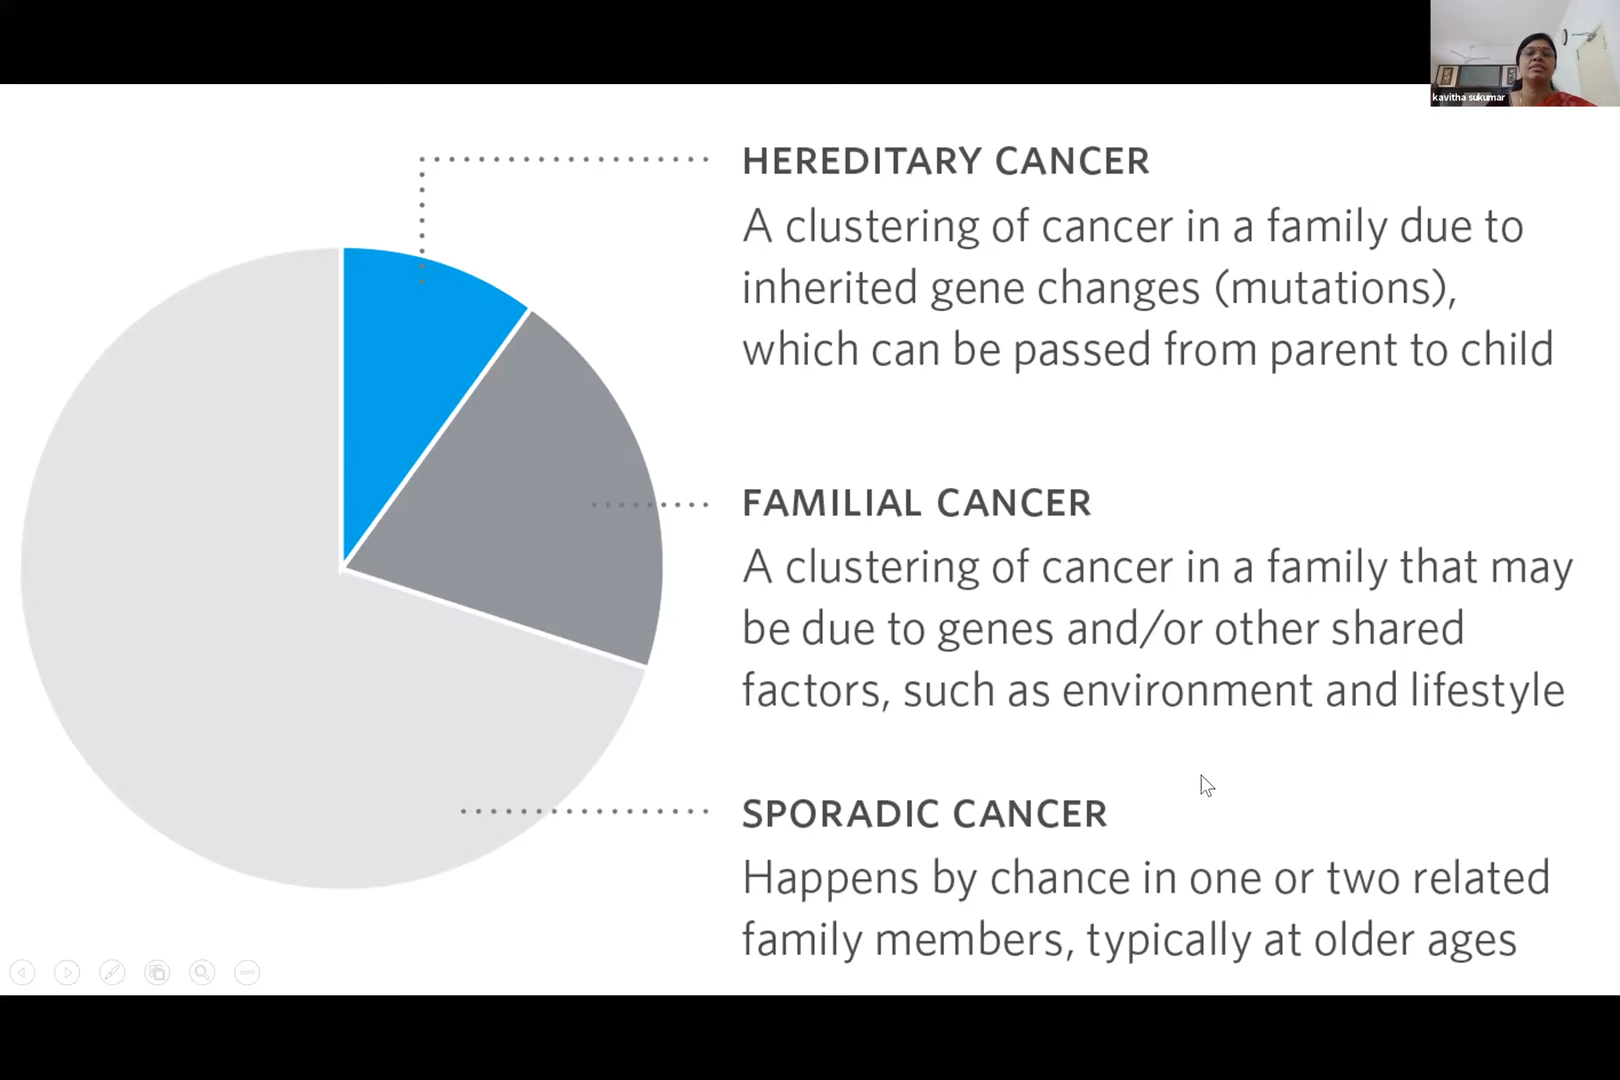 kavitha sukumar
HEREDITARY CANCER
A clustering of cancer in a family due to
inherited gene changes (mutations),
which can be passed from parent to child
FAMILIAL CANCER
A clustering of cancer in a family that may
be due to genes and/or other shared
factors, such as environment and lifestyle
SPORADIC CANCER
Happens by chance in one or two related
family members, typically at older ages